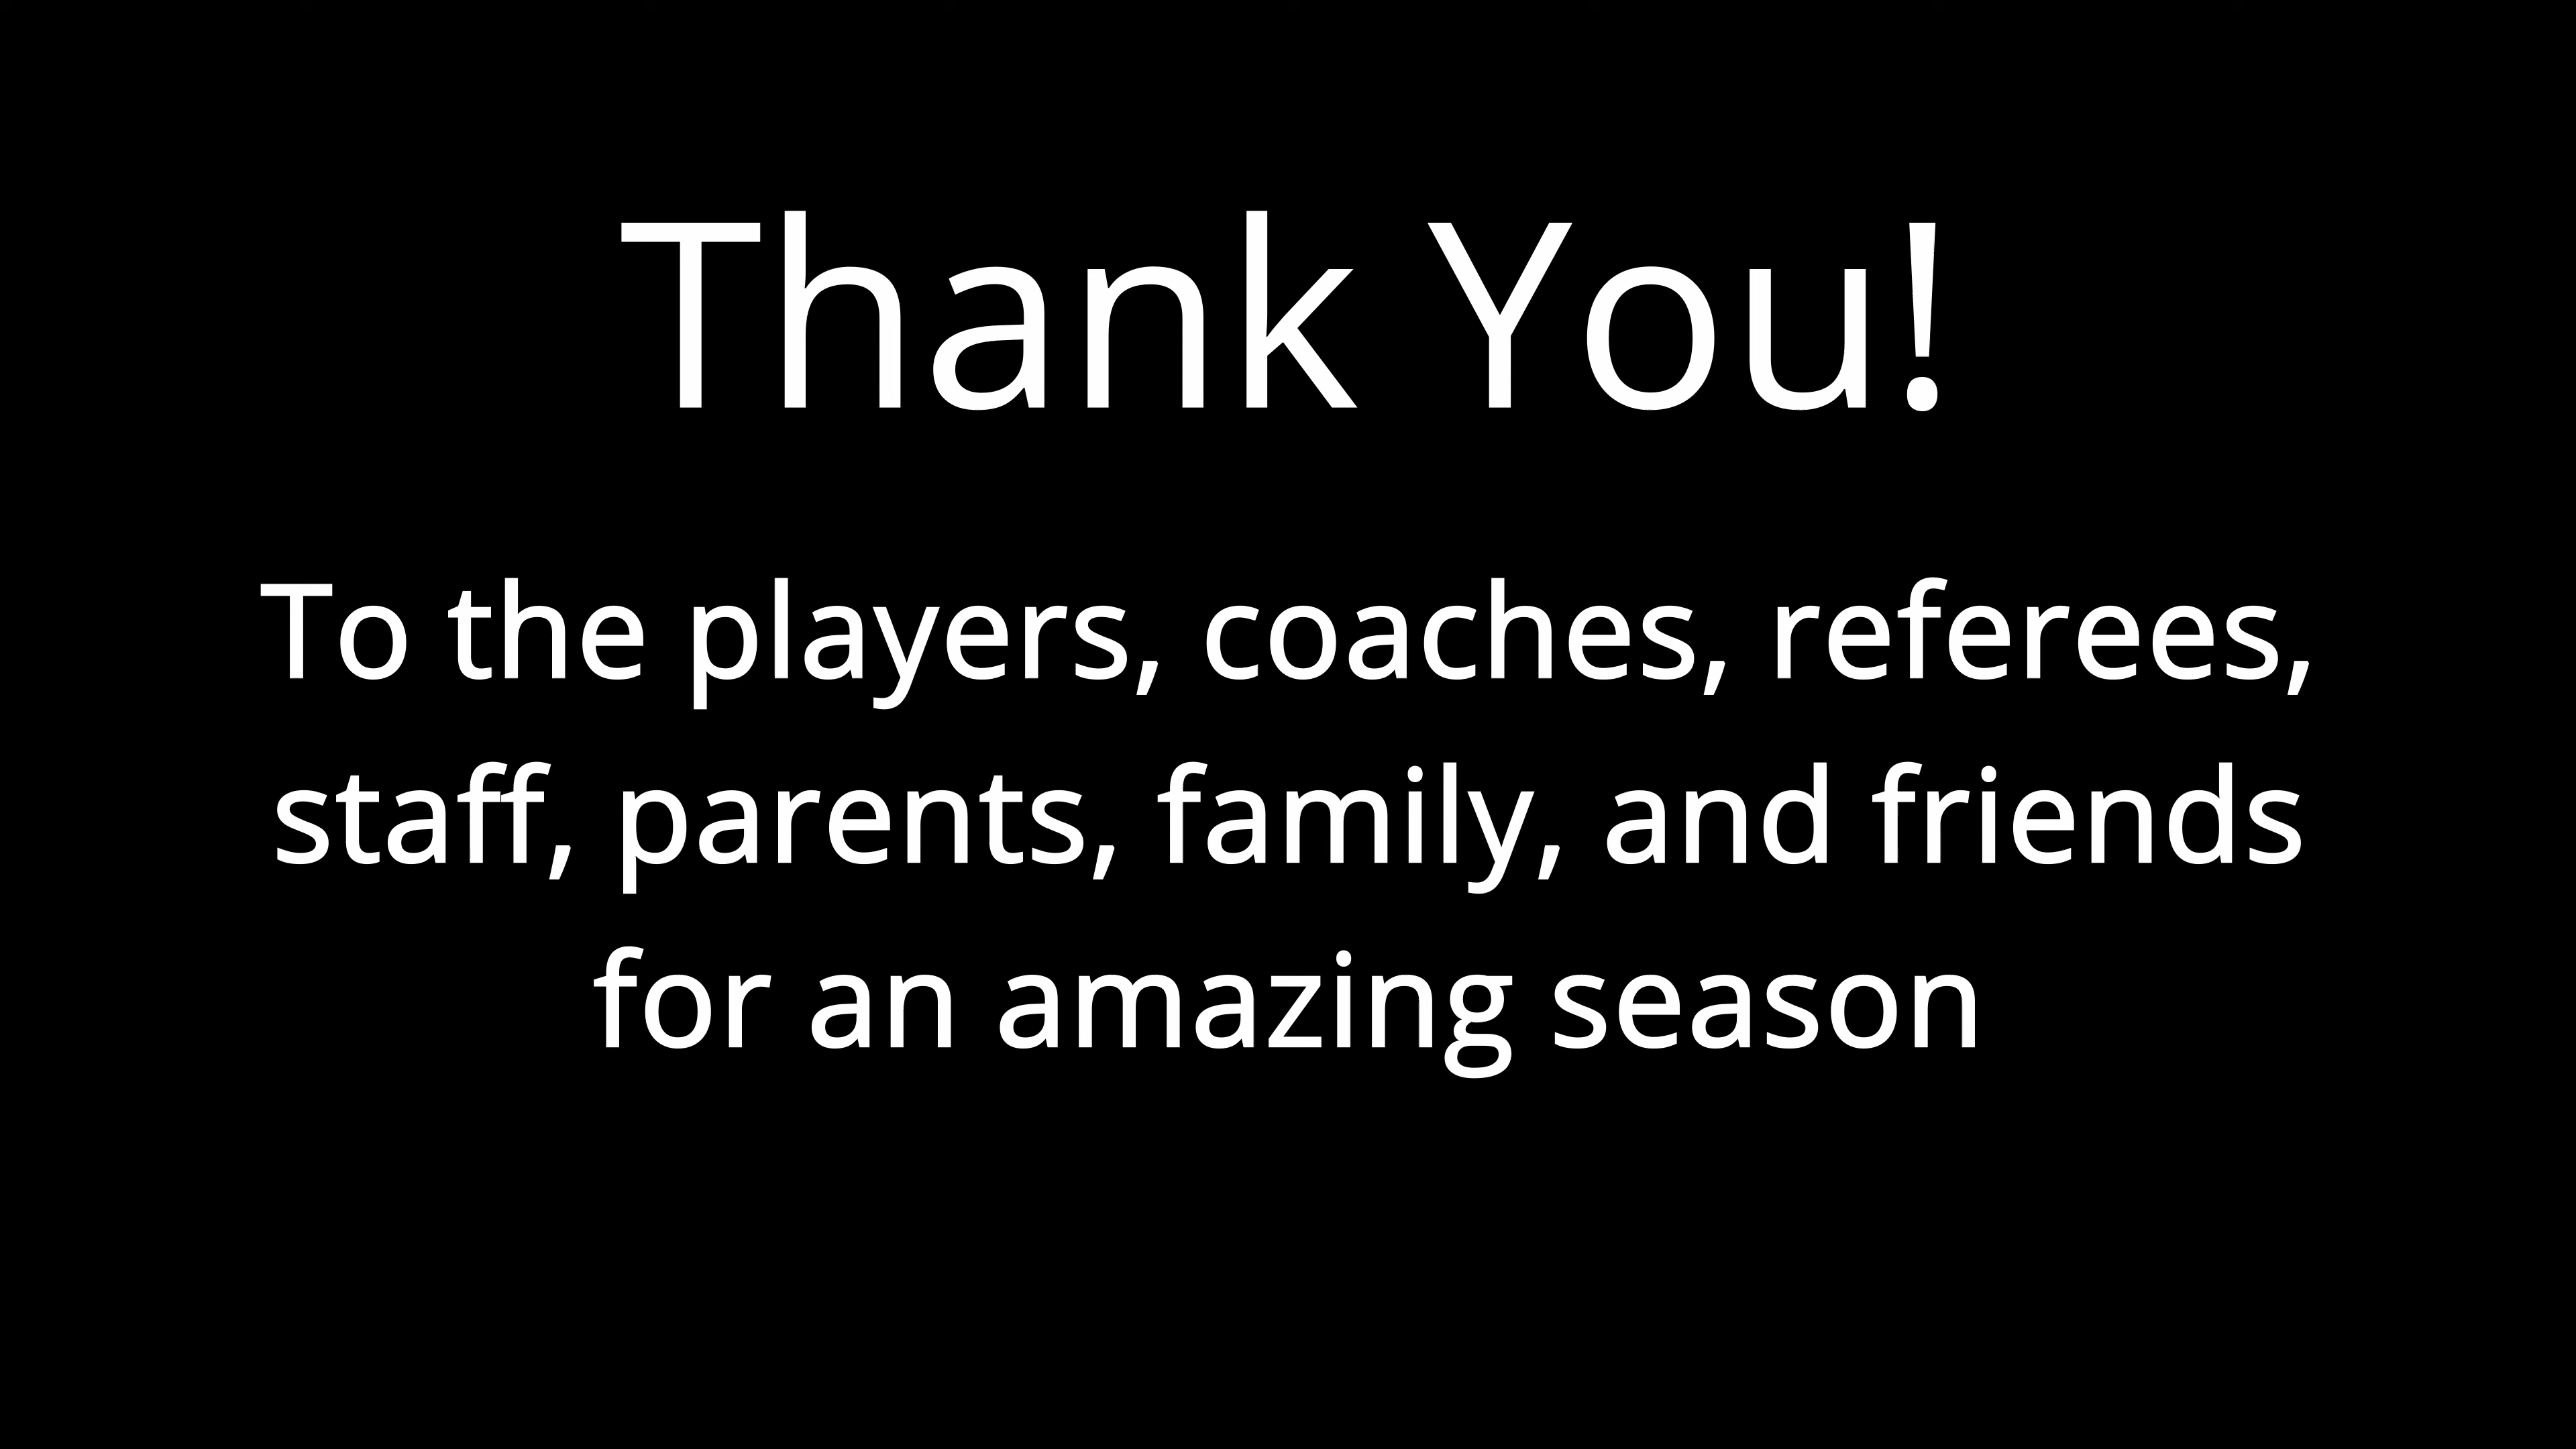 Thank You!
To the players, coaches, referees,
staff, parents, family, and friends
for an amazing season